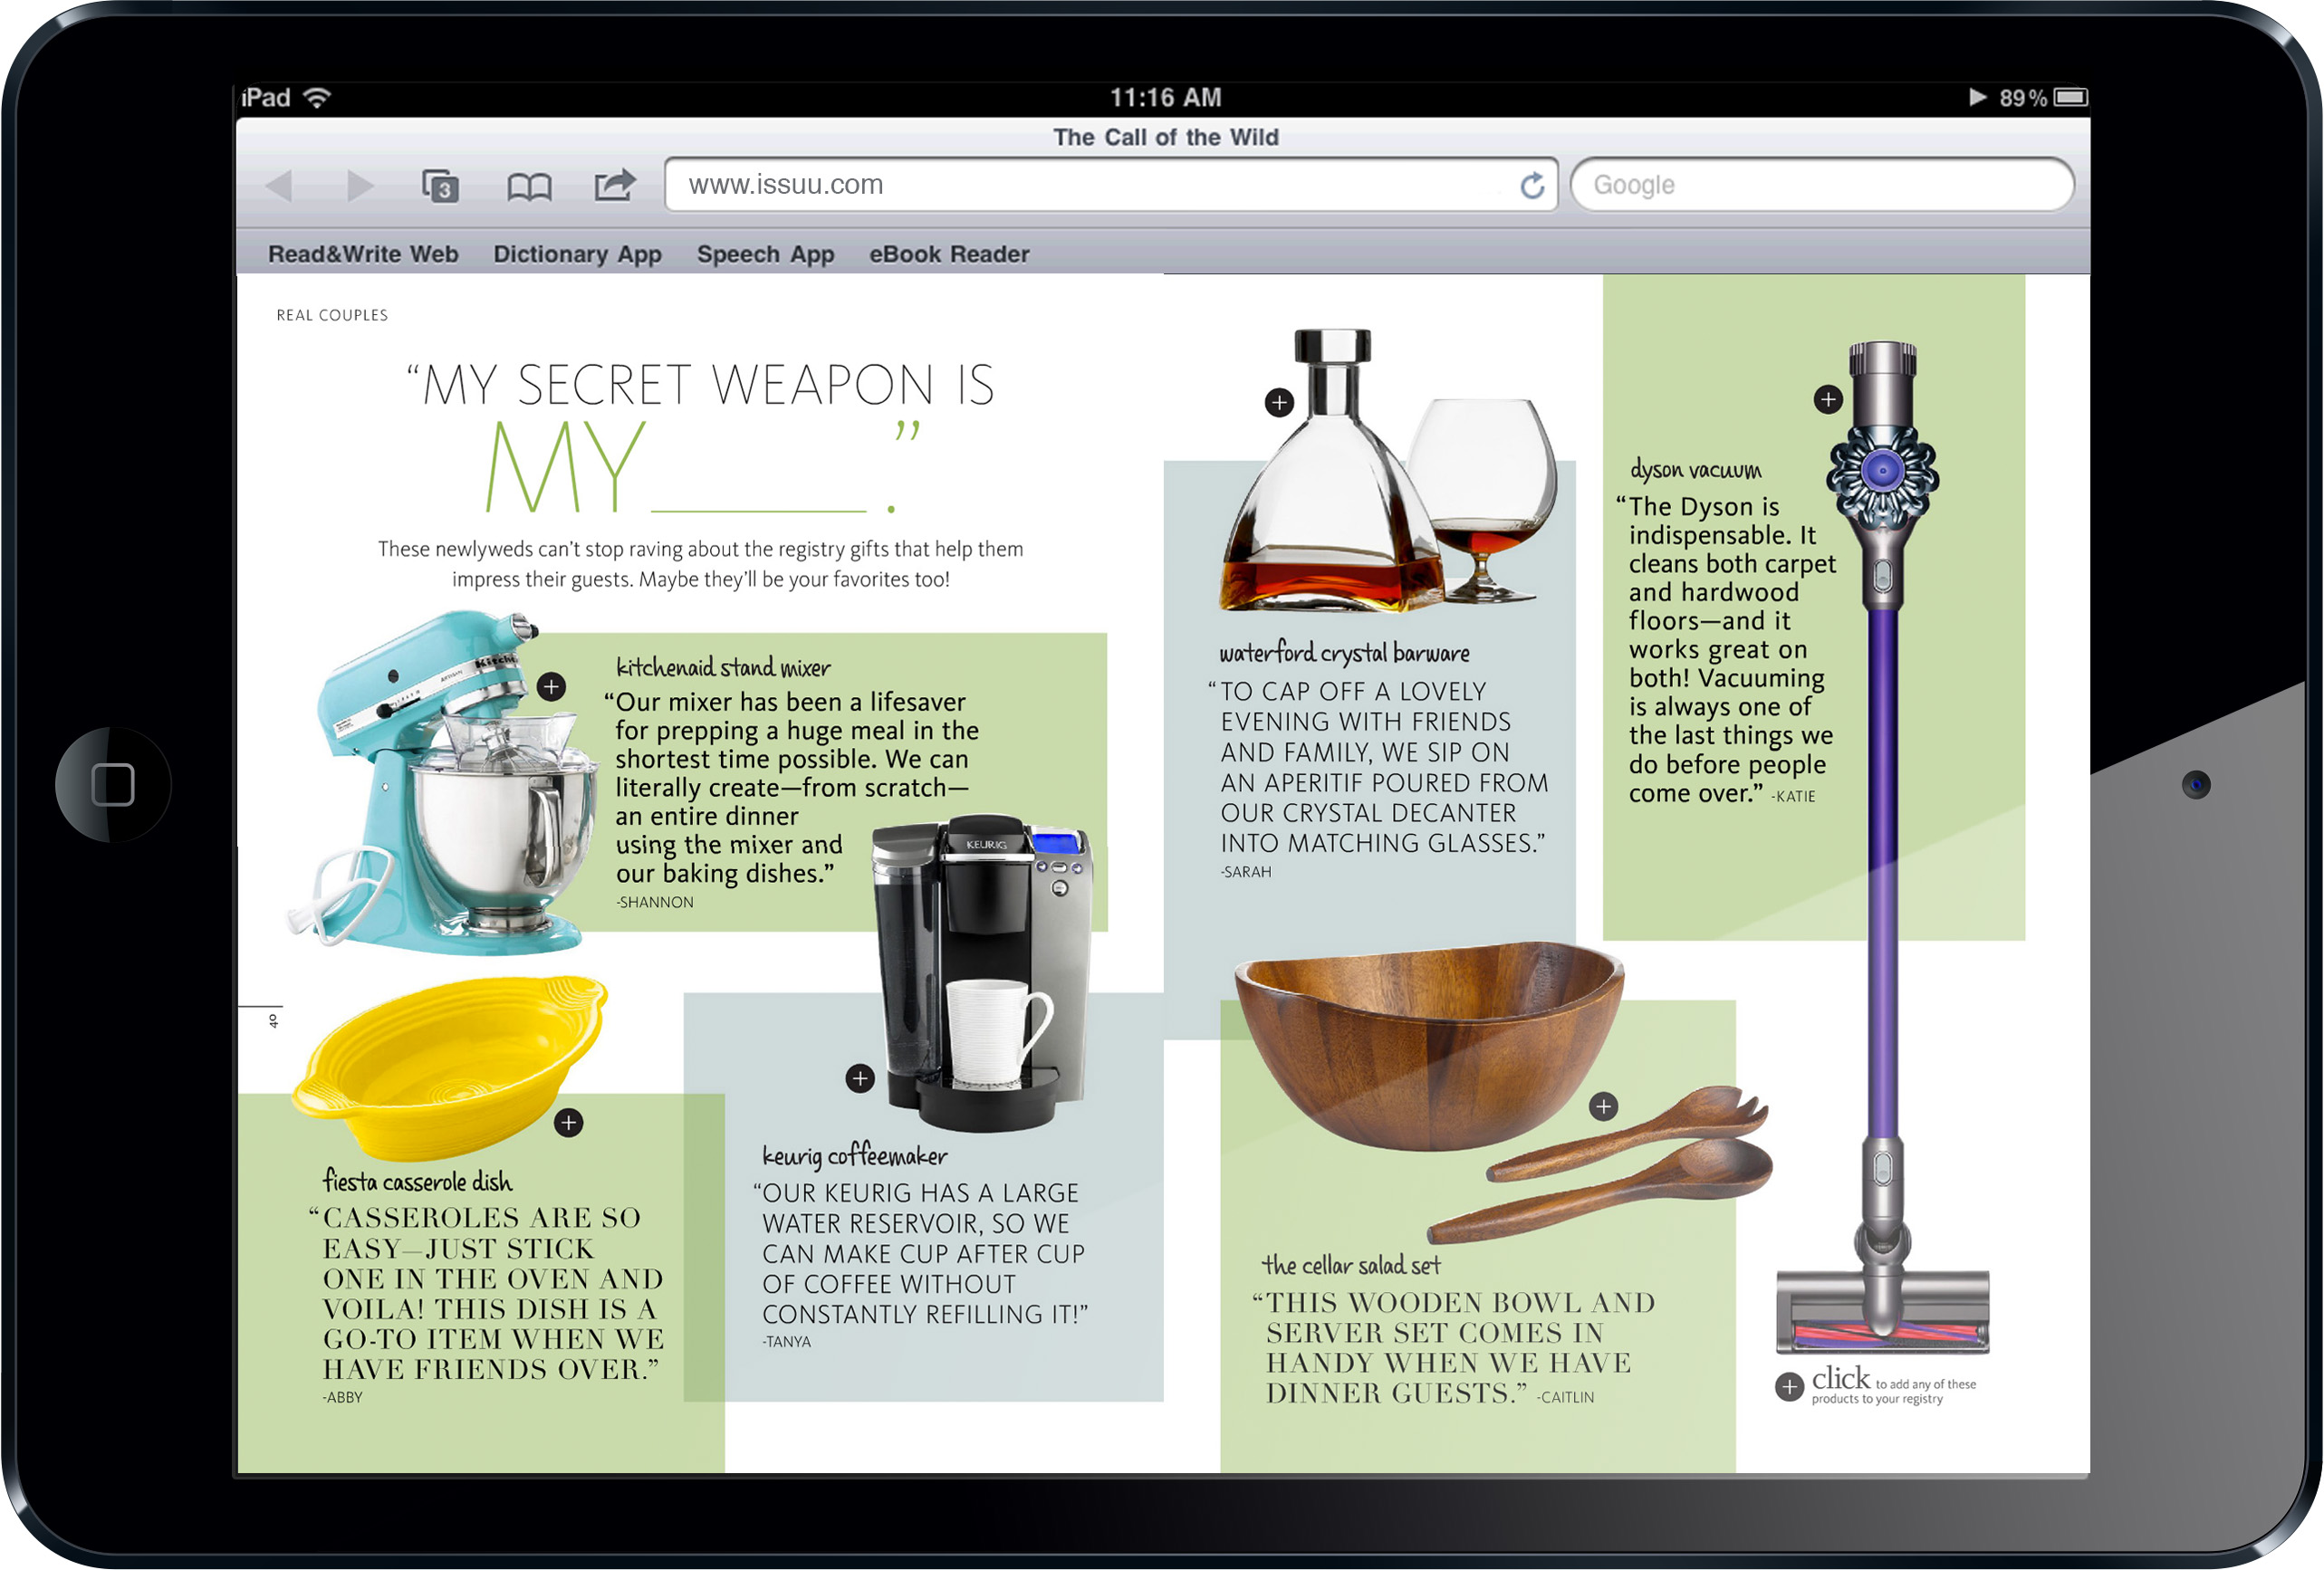 iPad
11:16 AM
89%
The Call of the Wild
3
www.issuu.com
Google
Read&Write Web
Dictionary App
Speech App
eBook Reader
REAL COUPLES
“MY SECRET WEAPON IS
MY________.”
These newlyweds can’t stop raving about the registry gifts that help them
impress their guests. Maybe they’ll be your favorites too!
kitchenaid stand mixer
“Our mixer has been a lifesaver
for prepping a huge meal in the
shortest time possible. We can
literally create—from scratch—
an entire dinner
using the mixer and
our baking dishes.”
-SHANNON
KEURIG
40
fiesta casserole dish
“CASSEROLES ARE SO
EASY—JUST STICK
ONE IN THE OVEN AND
VOILA! THIS DISH IS A
GO-TO ITEM WHEN WE
HAVE FRIENDS OVER.”
-ABBY
keurig coffeemaker
“OUR KEURIG HAS A LARGE
WATER RESERVOIR, SO WE
CAN MAKE CUP AFTER CUP
OF COFFEE WITHOUT
CONSTANTLY REFILLING IT!”
-TANYA
waterford crystal barware
“TO CAP OFF A LOVELY
EVENING WITH FRIENDS
AND FAMILY, WE SIP ON
AN APERITIF POURED FROM
OUR CRYSTAL DECANTER
INTO MATCHING GLASSES.”
-SARAH
dyson vacuum
“The Dyson is
indispensable. It
cleans both carpet
and hardwood
floors—and it
works great on
both! Vacuuming
is always one of
the last things we
do before people
come over.” -KATIE
the cellar salad set
“THIS WOODEN BOWL AND
SERVER SET COMES IN
HANDY WHEN WE HAVE
DINNER GUESTS.” -CAITLIN
click to add any of these
products to your registry